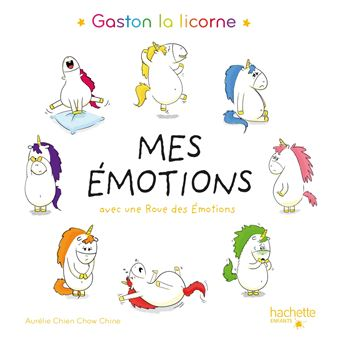 Gaston la licorne
MES
ÉMOTIONS
avec une Roue des Émotions
Aurélie Chien Chow Chine
hachette
ENFANTS